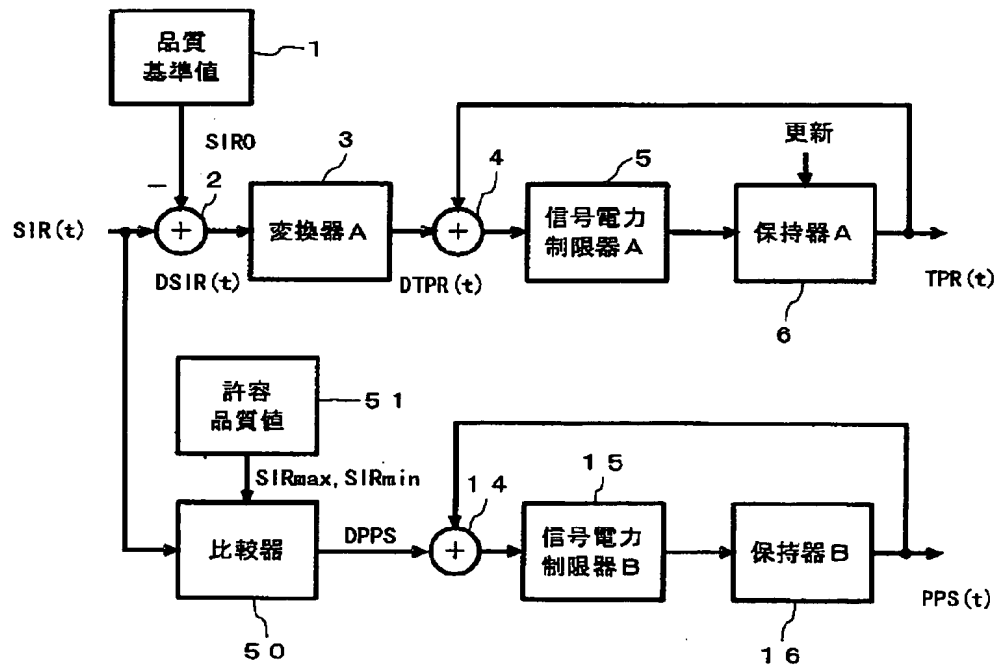 品質
基準値
1
SIR0
3
4
5
更新
2
SIR(t)
−
+
変換器A
+
信号電力
制限器A
保持器A
DSIR(t)
DTPR(t)
TPR(t)
6
許容
品質値
51
SIRmax,SIRmin
14
15
比較器
DPPS
+
信号電力
制限器B
保持器B
PPS(t)
50
16